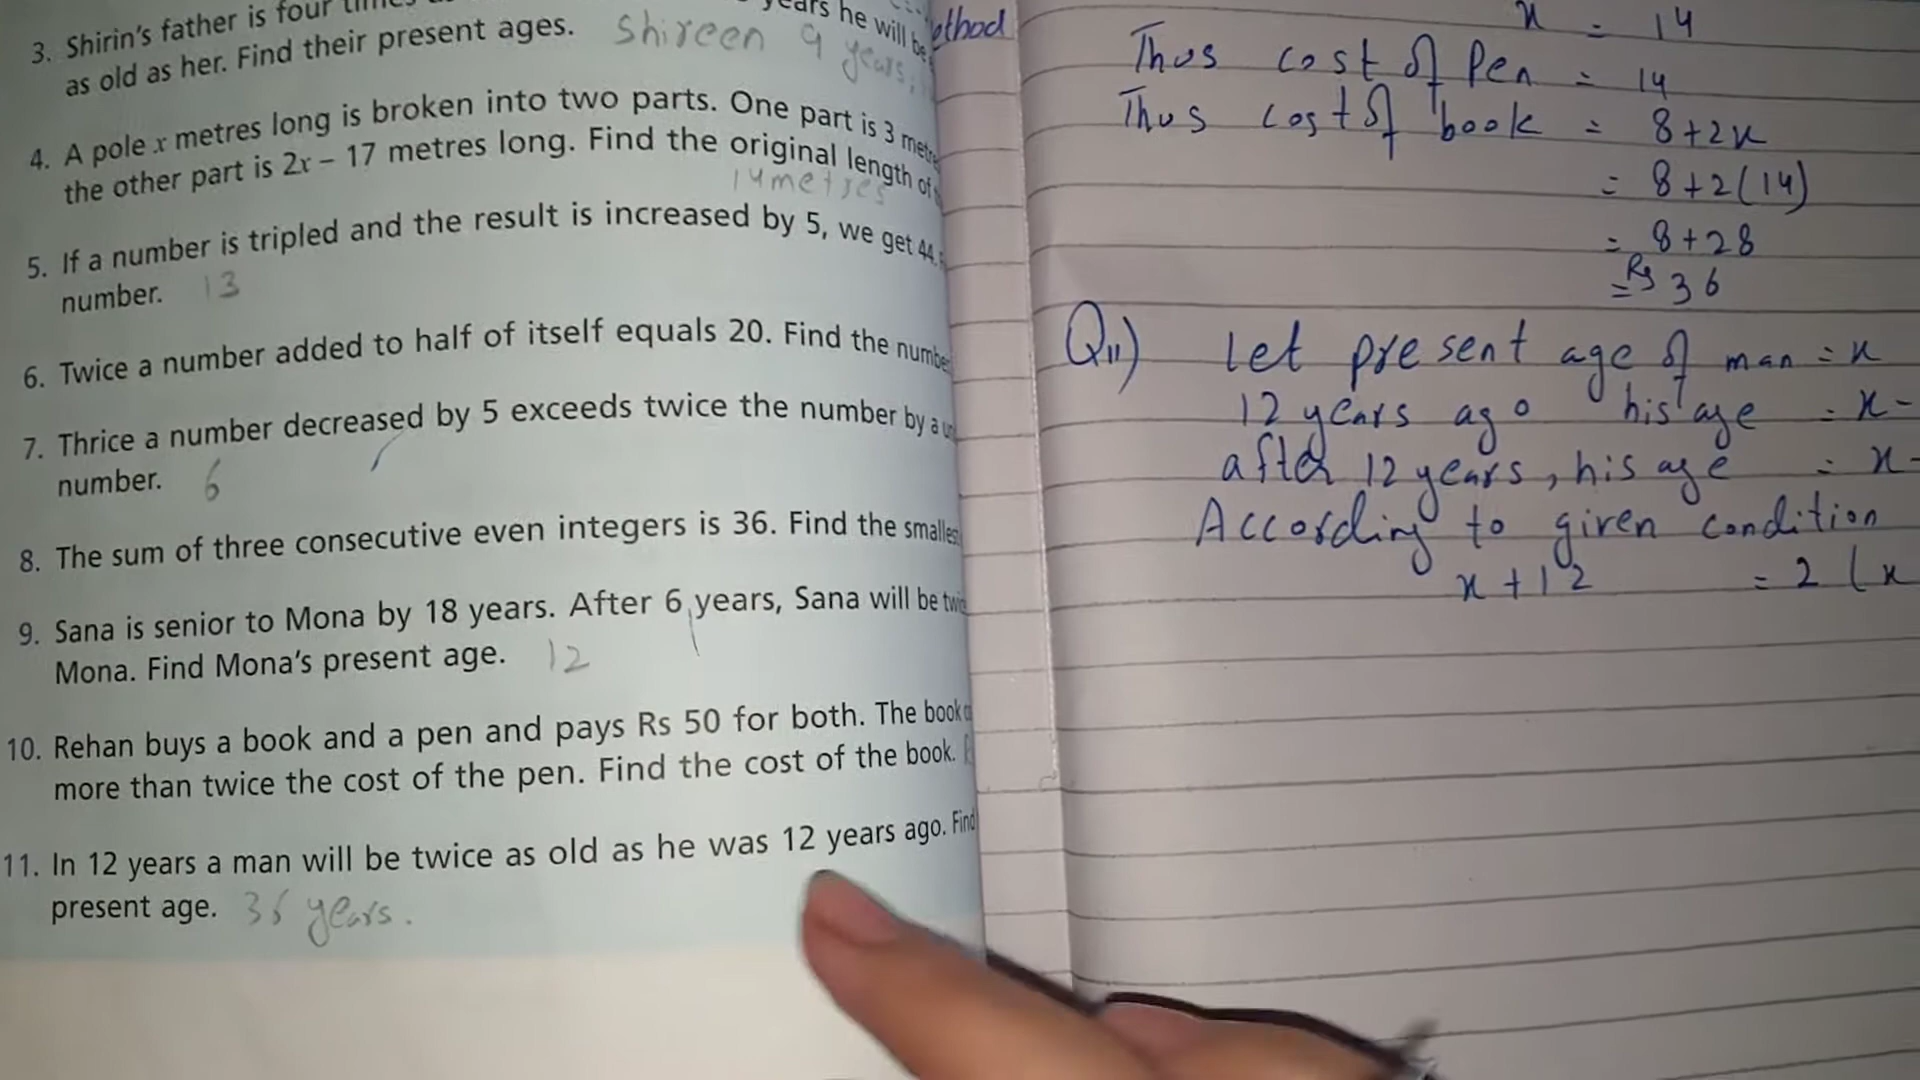 3. Shirin's father is four times as
years he will be
as old as her. Find their present ages. Shireen 9 years,
4. A pole x metres long is broken into two parts. One part is 3 metre
the other part is 2x – 17 metres long. Find the original length of
14 metres
5. If a number is tripled and the result is increased by 5, we get 44.
number. 13
6. Twice a number added to half of itself equals 20. Find the numbe
7. Thrice a number decreased by 5 exceeds twice the number by a
number. 6
8. The sum of three consecutive even integers is 36. Find the smalles
9. Sana is senior to Mona by 18 years. After 6 years, Sana will be twi
Mona. Find Mona's present age. 12
10. Rehan buys a book and a pen and pays Rs 50 for both. The book
more than twice the cost of the pen. Find the cost of the book.
11. In 12 years a man will be twice as old as he was 12 years ago. Find
present age. 36 years.
ethod
x = 14
Thus cost of Pen = 14
Thus cost of book = 8+2x
= 8+2(14)
= 8+28
= Rs 36
Q11) Let present age of man = x
12 years ago his age = x-
after 12 years, his age = x-
According to given condition
x + 12 = 2 (x